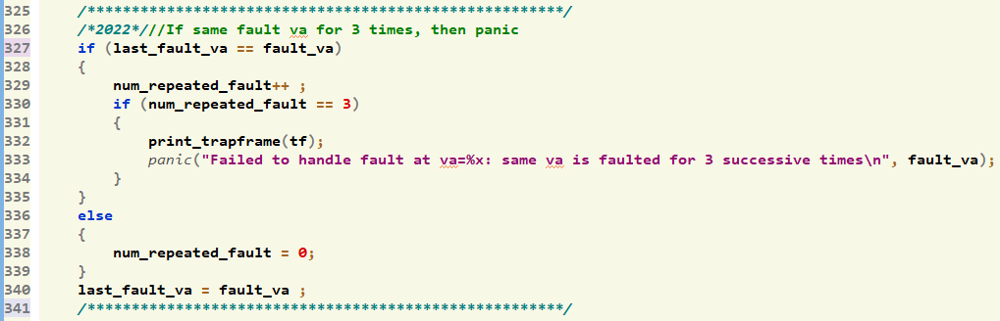 325 /******************************************************/
326 /*2022*///If same fault va for 3 times, then panic
327 if (last_fault_va == fault_va)
328 {
329 num_repeated_fault++ ;
330 if (num_repeated_fault == 3)
331 {
332 print_trapframe(tf);
333 panic("Failed to handle fault at va=%x: same va is faulted for 3 successive times\n", fault_va);
334 }
335 }
336 else
337 {
338 num_repeated_fault = 0;
339 }
340 last_fault_va = fault_va ;
341 /******************************************************/